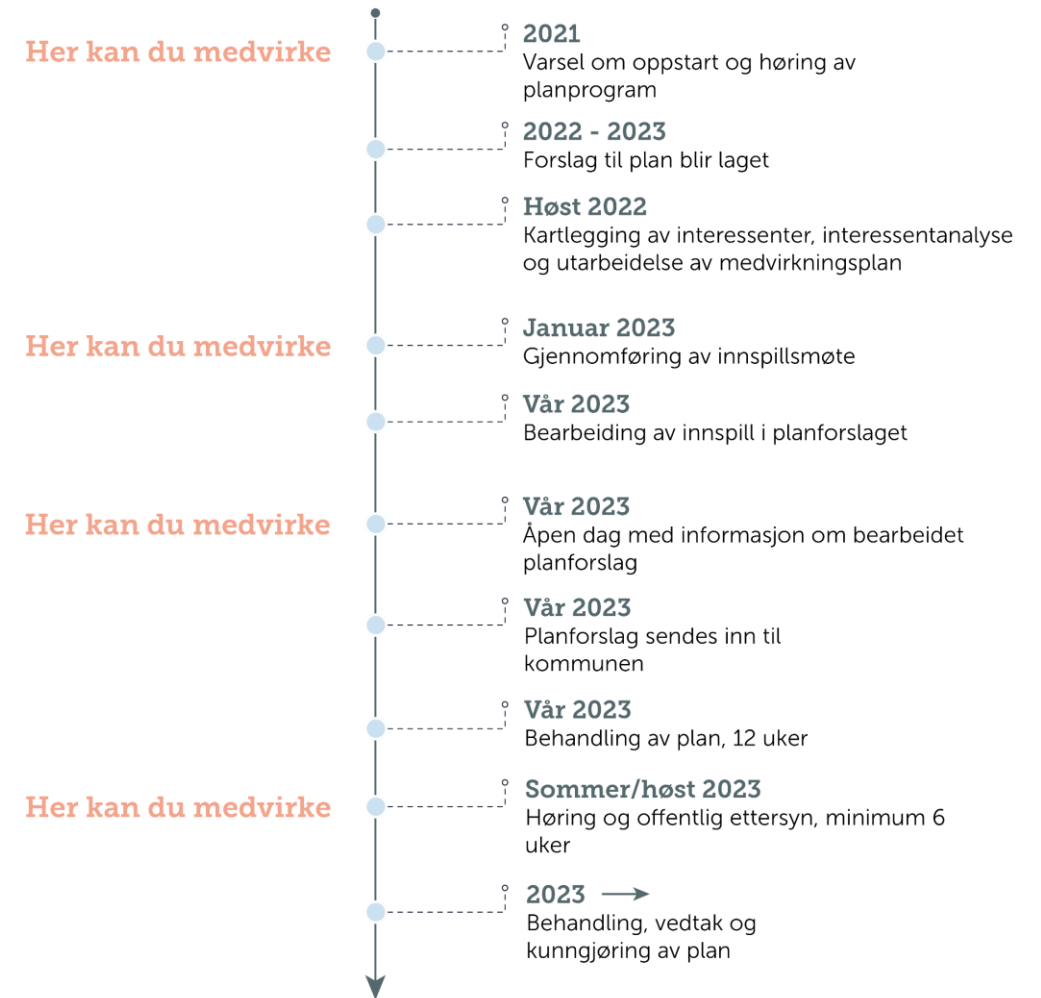 Her kan du medvirke
2021
Varsel om oppstart og høring av
planprogram
2022 - 2023
Forslag til plan blir laget
Høst 2022
Kartlegging av interessenter, interessentanalyse
og utarbeidelse av medvirkningsplan
Her kan du medvirke
Januar 2023
Gjennomføring av innspillsmøte
Vår 2023
Bearbeiding av innspill i planforslaget
Her kan du medvirke
Vår 2023
Åpen dag med informasjon om bearbeidet
planforslag
Vår 2023
Planforslag sendes inn til
kommunen
Vår 2023
Behandling av plan, 12 uker
Her kan du medvirke
Sommer/høst 2023
Høring og offentlig ettersyn, minimum 6
uker
2023
Behandling, vedtak og
kunngjøring av plan